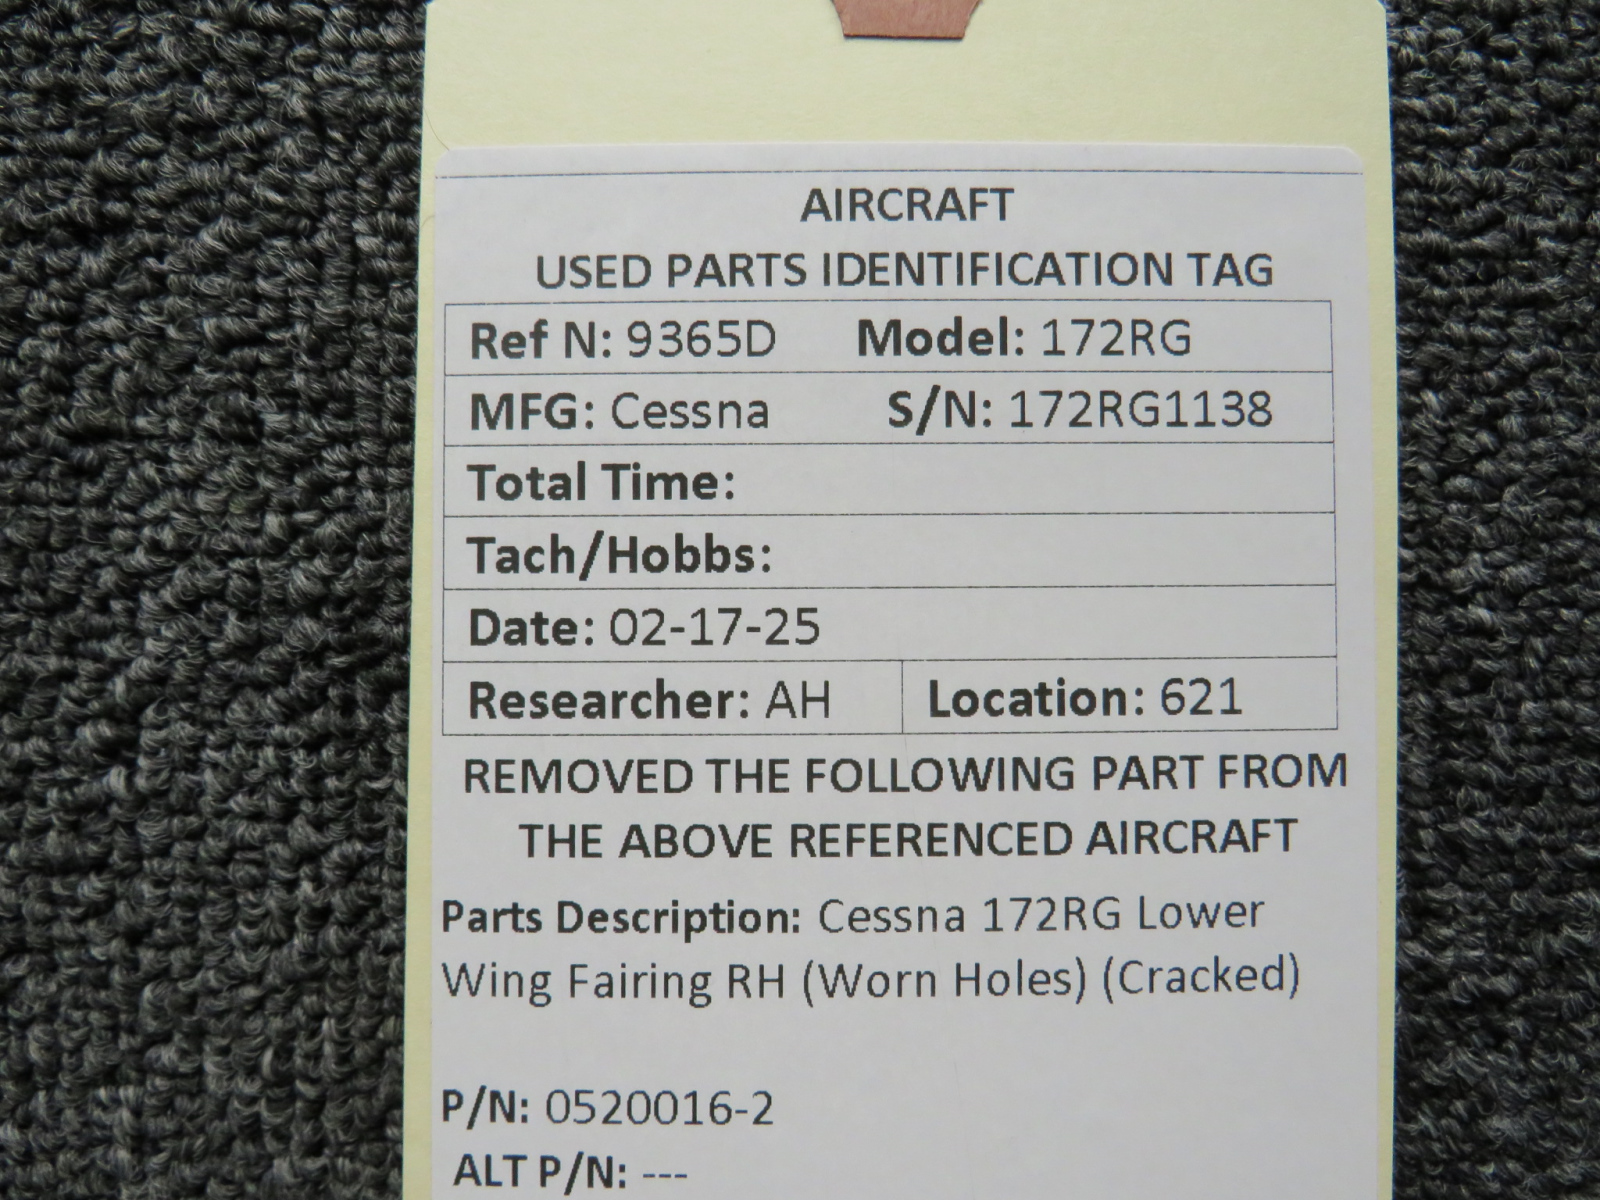 AIRCRAFT
USED PARTS IDENTIFICATION TAG
Ref N: 9365D Model: 172RG
MFG: Cessna S/N: 172RG1138
Total Time:
Tach/Hobbs:
Date: 02-17-25
Researcher: AH Location: 621
REMOVED THE FOLLOWING PART FROM
THE ABOVE REFERENCED AIRCRAFT
Parts Description: Cessna 172RG Lower
Wing Fairing RH (Worn Holes) (Cracked)
P/N: 0520016-2
ALT P/N: ---